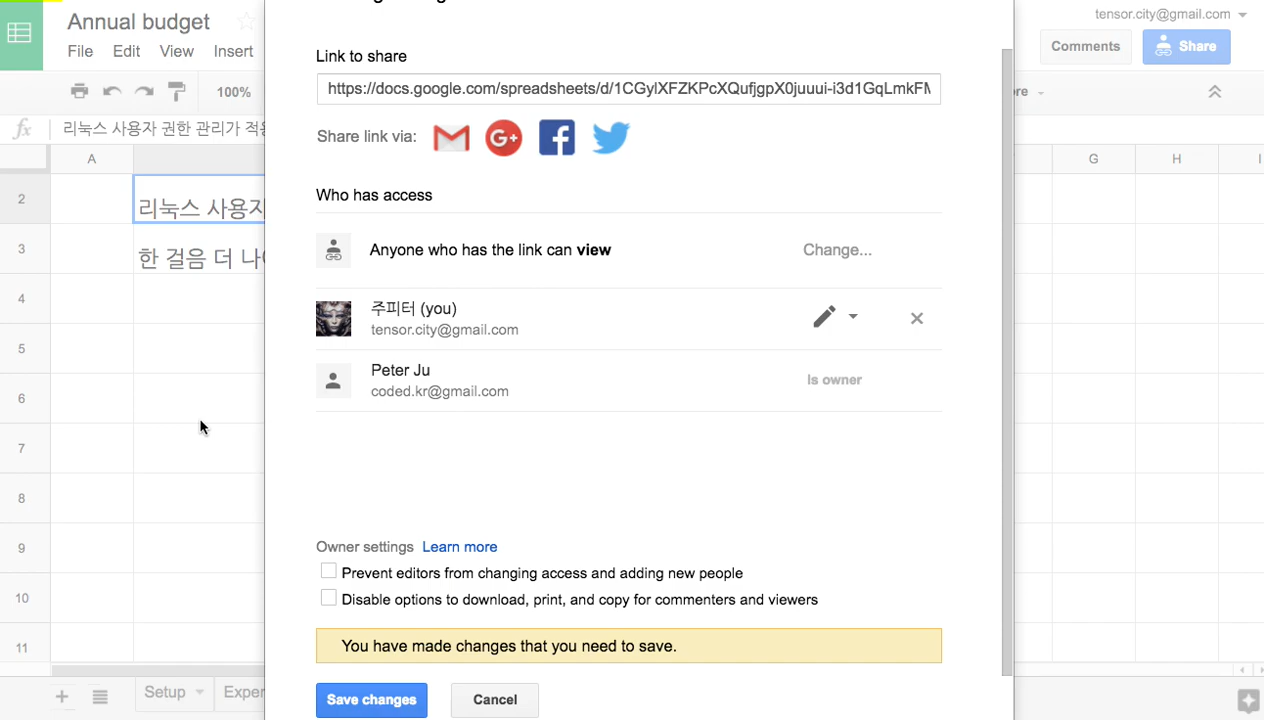 Annual budget
tensor.city@gmail.com
File Edit View Insert
Comments
Share
100%
fx 리눅스 사용자 권한 관리가 적용
A G H I
2 리눅스 사용자
3 한 걸음 더 나아
4
5
6
7
8
9
10
11
Link to share
https://docs.google.com/spreadsheets/d/1CGylXFZKPcXQufjgpX0juuui-i3d1GqLmkFM
Share link via:
G+
f
Who has access
Anyone who has the link can view Change...
주피터 (you)
tensor.city@gmail.com
Peter Ju
coded.kr@gmail.com
Is owner
Owner settings Learn more
Prevent editors from changing access and adding new people
Disable options to download, print, and copy for commenters and viewers
You have made changes that you need to save.
Save changes Cancel
+ Setup Exper